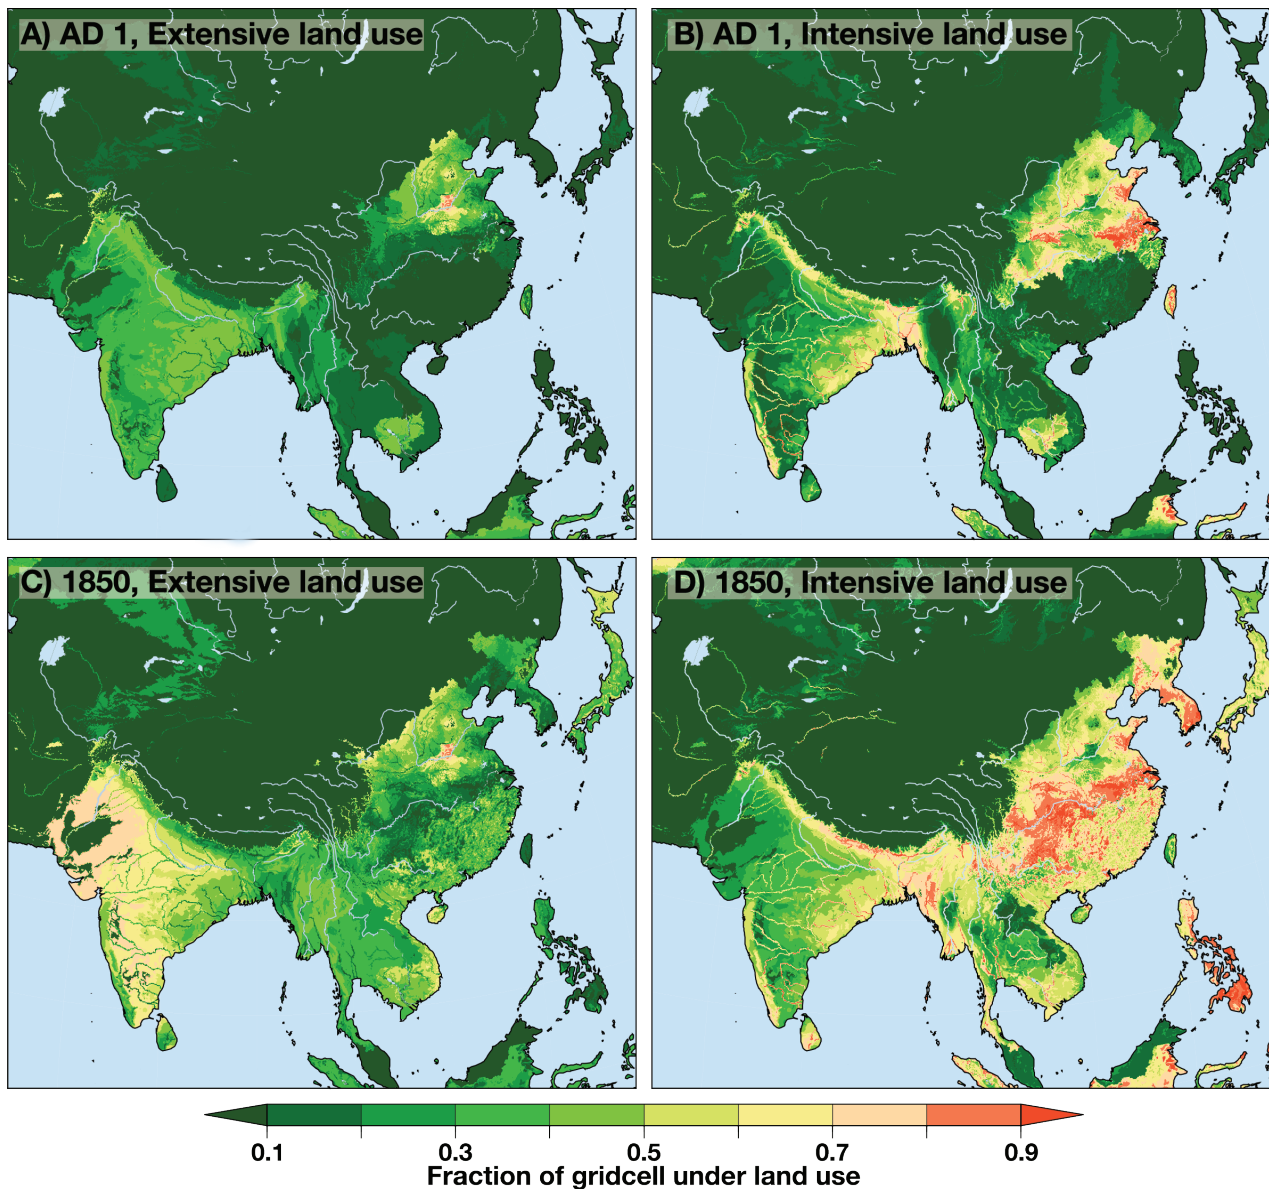 A) AD 1, Extensive land use
B) AD 1, Intensive land use
C) 1850, Extensive land use
D) 1850, Intensive land use
0.1 0.3 0.5 0.7 0.9
Fraction of gridcell under land use